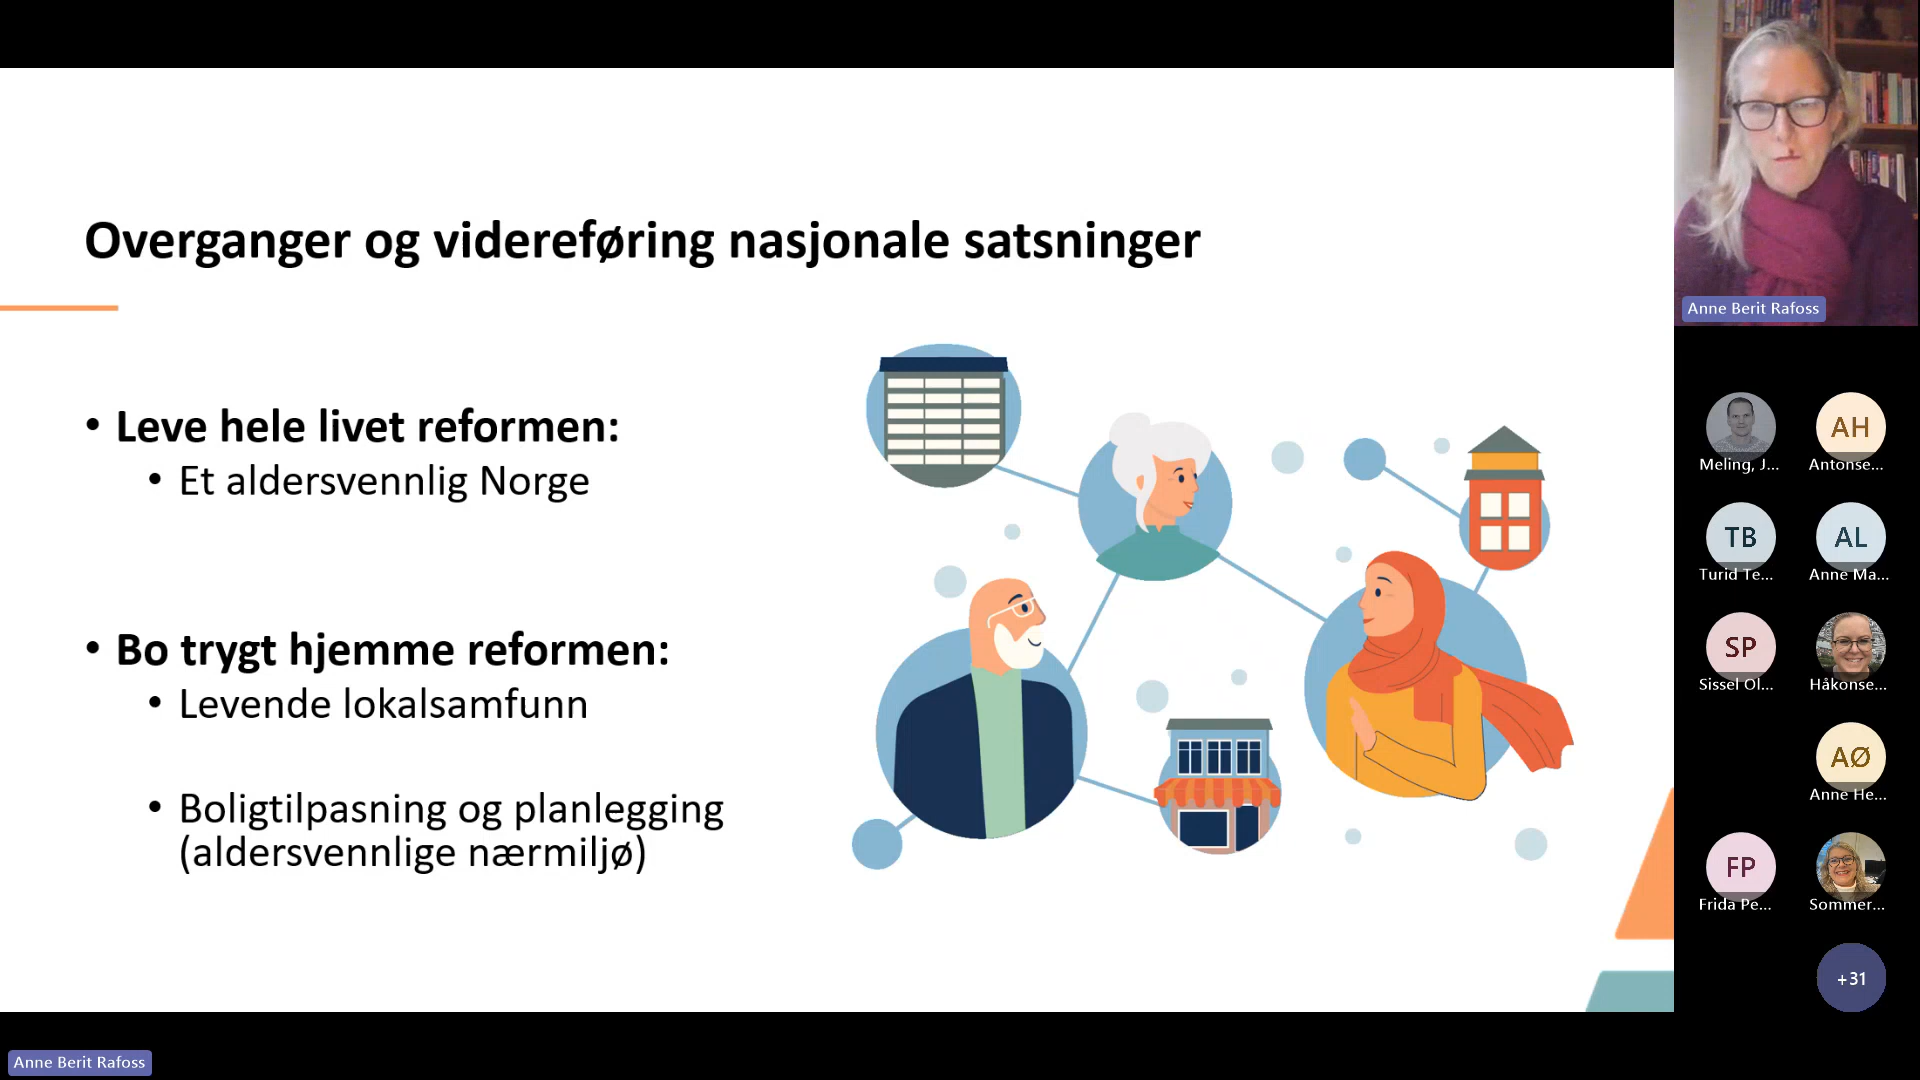 Overganger og videreføring nasjonale satsninger
• Leve hele livet reformen:
• Et aldersvennlig Norge
• Bo trygt hjemme reformen:
• Levende lokalsamfunn
• Boligtilpasning og planlegging
(aldersvennlige nærmiljø)
Anne Berit Rafoss
Meling, J...
AH
Antonse...
TB
Turid Te...
AL
Anne Ma...
SP
Sissel Ol...
Håkonse...
AØ
Anne He...
FP
Frida Pe...
Sommer...
+31
Anne Berit Rafoss